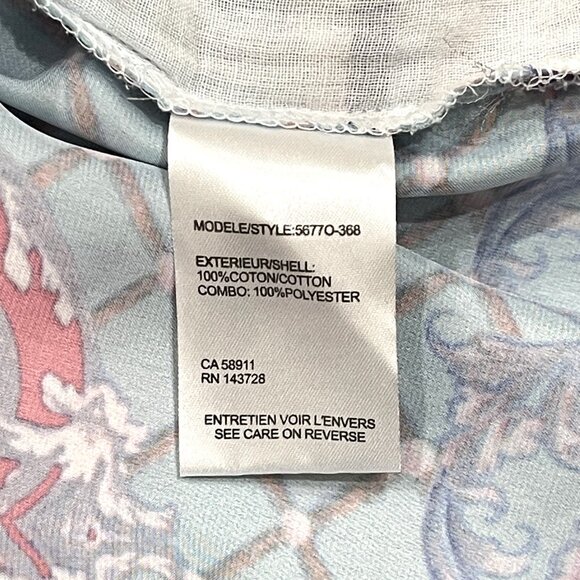 MODELE/STYLE:5677O-368
EXTERIEUR/SHELL:
100%COTON/COTTON
COMBO: 100%POLYESTER
CA 58911
RN 143728
ENTRETIEN VOIR L'ENVERS
SEE CARE ON REVERSE